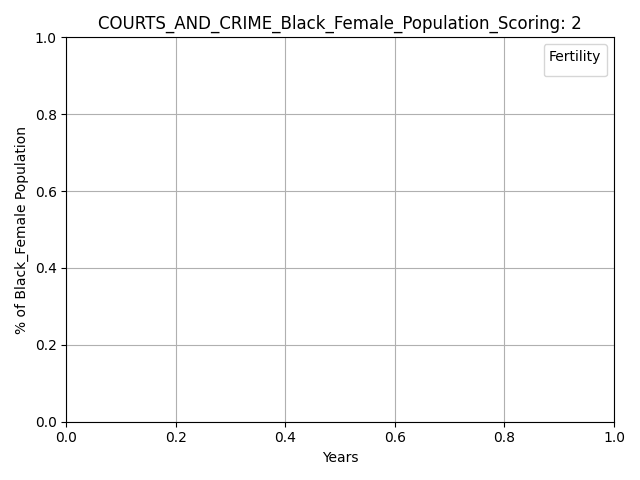 COURTS_AND_CRIME_Black_Female_Population_Scoring: 2
Fertility
% of Black_Female Population
1.0
0.8
0.6
0.4
0.2
0.0
0.0 0.2 0.4 0.6 0.8 1.0
Years